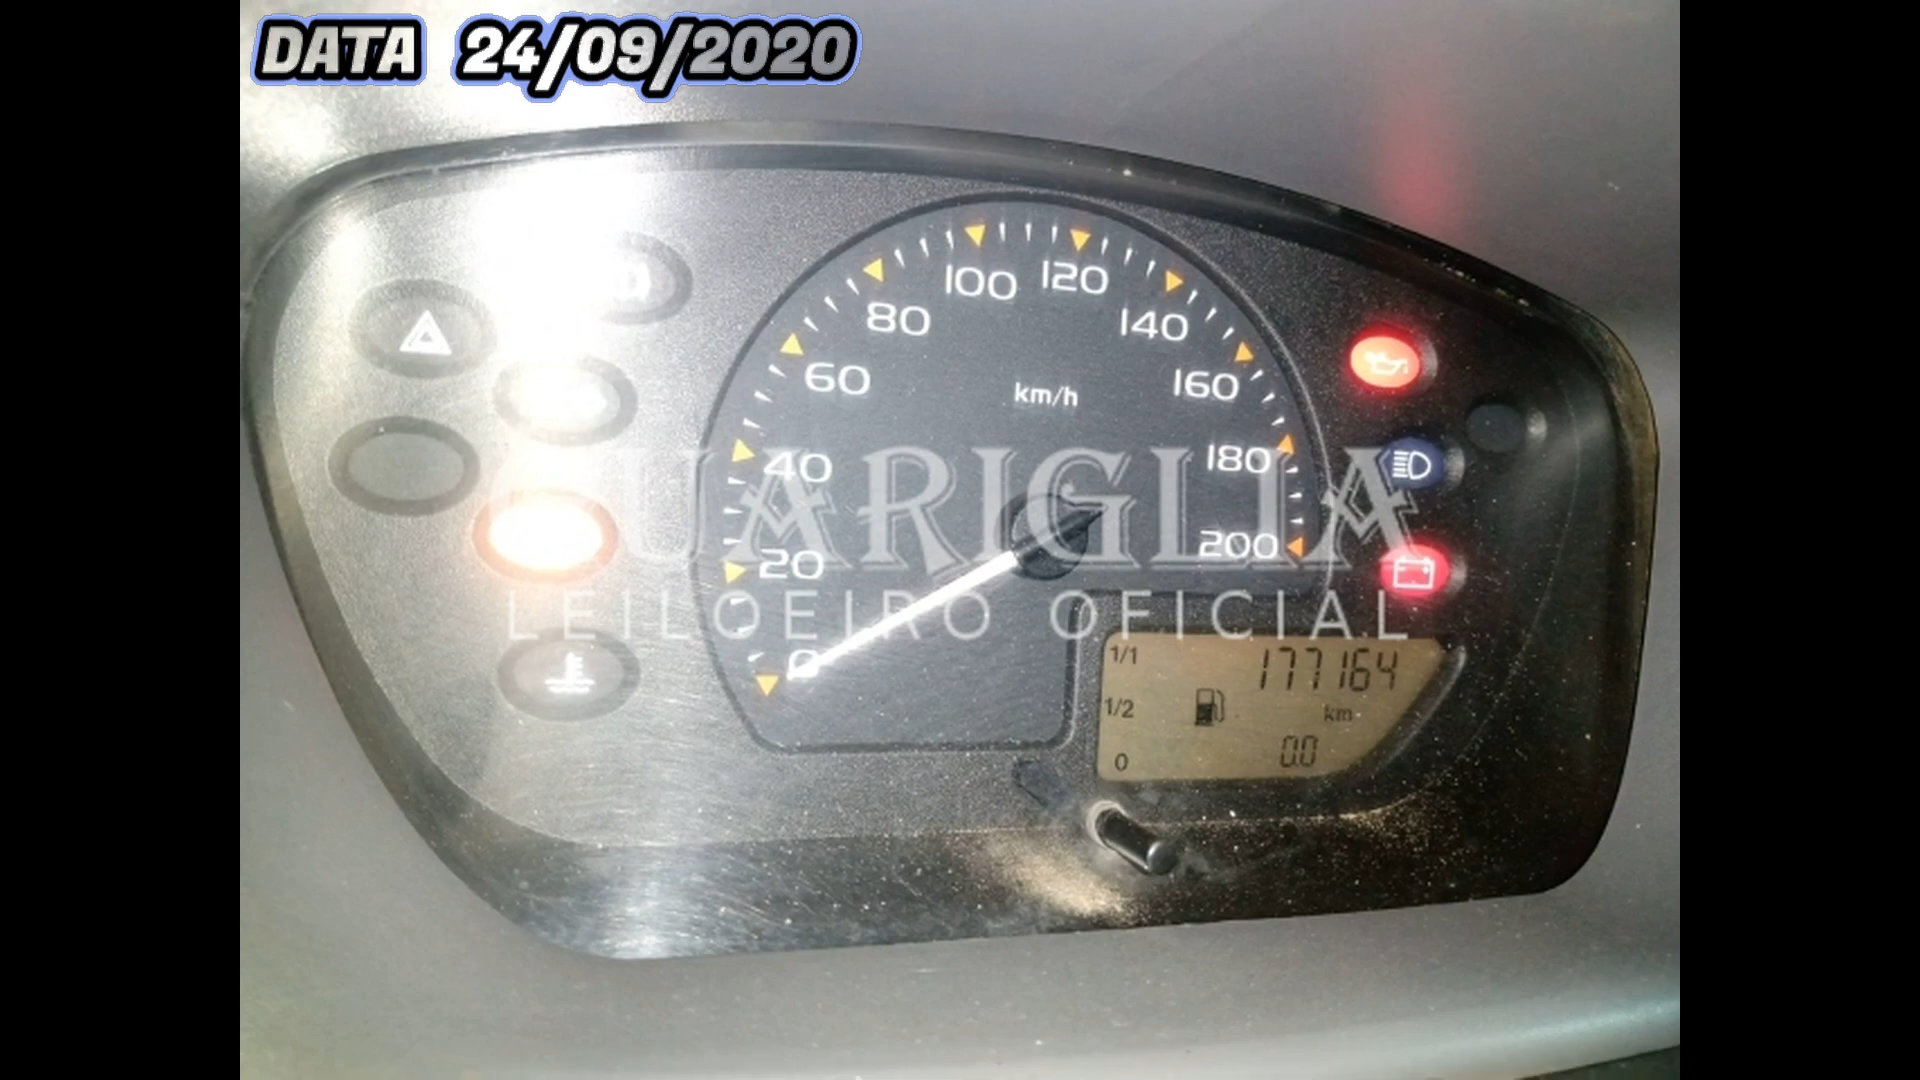 DATA 24/09/2020
100 120
80 140
60 160
km/h
40 180
20 200
0
UARIGLIA
LEILOEIRO OFICIAL
1/1 177164
1/2 km
0 0.0